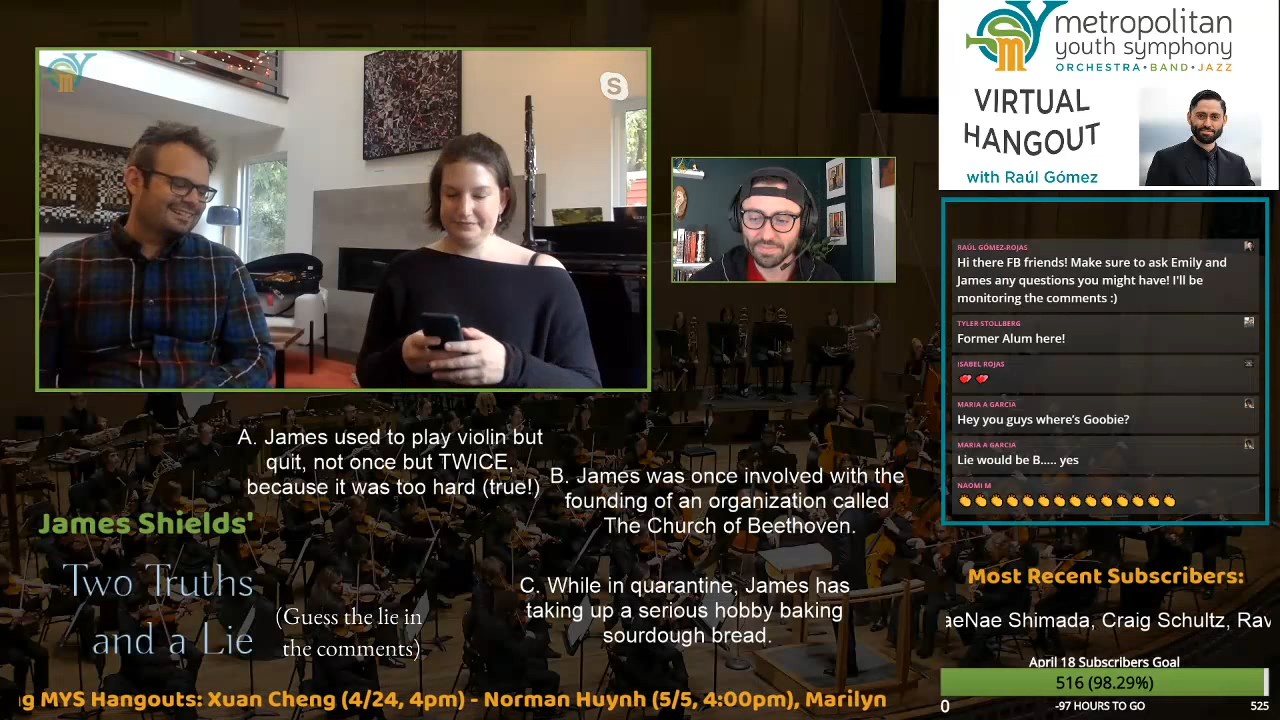 S
metropolitan
youth symphony
ORCHESTRA•BAND•JAZZ
VIRTUAL
HANGOUT
with Raúl Gómez
RAÚL GÓMEZ-ROJAS
Hi there FB friends! Make sure to ask Emily and
James any questions you might have! I'll be
monitoring the comments :)
TYLER STOLLBERG
Former Alum here!
ISABEL ROJAS
MARIA A GARCIA
Hey you guys where's Goobie?
MARIA A GARCIA
Lie would be B..... yes
NAOMI M
A. James used to play violin but
quit, not once but TWICE,
because it was too hard (true!)
B. James was once involved with the
founding of an organization called
The Church of Beethoven.
C. While in quarantine, James has
taking up a serious hobby baking
sourdough bread.
James Shields'
Two Truths
and a Lie
(Guess the lie in
the comments)
Most Recent Subscribers:
aeNae Shimada, Craig Schultz, Rav
April 18 Subscribers Goal
516 (98.29%)
0 -97 HOURS TO GO 525
g MYS Hangouts: Xuan Cheng (4/24, 4pm) - Norman Huynh (5/5, 4:00pm), Marilyn